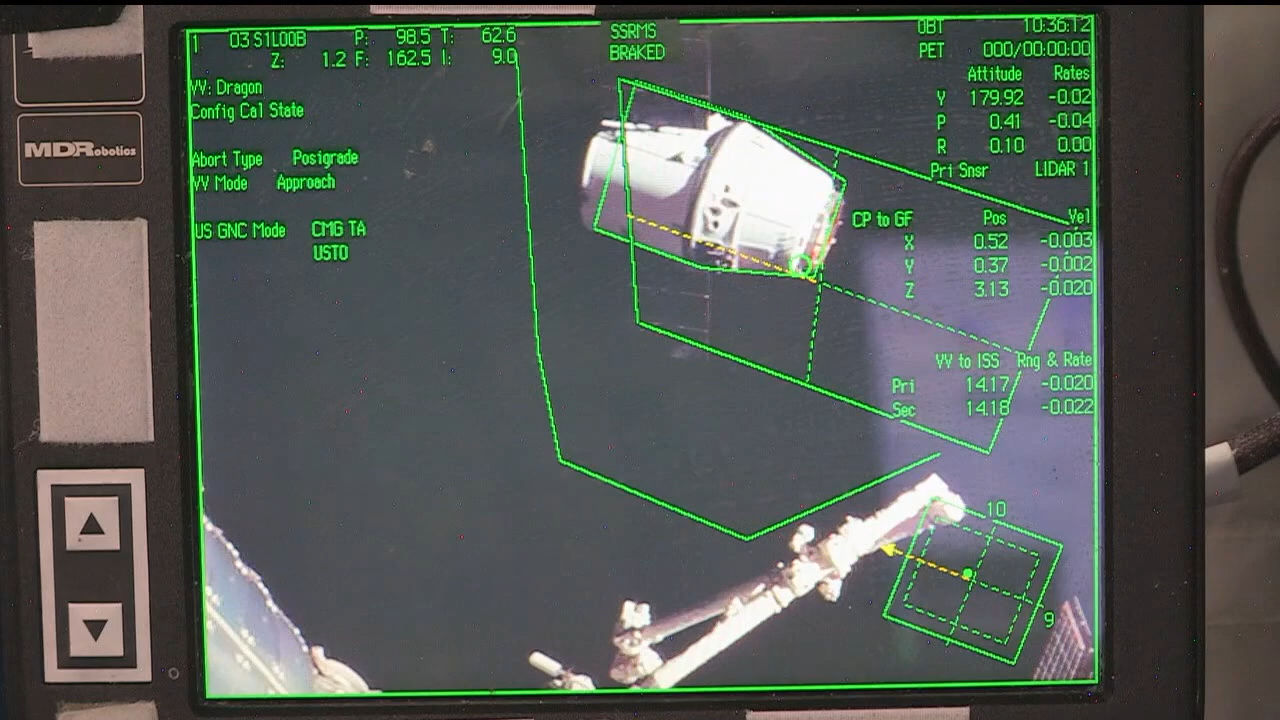 1 03 S1L00B P: 98.5 T: 62.6
Z: 1.2 F: 162.5 I: 9.0
SSRMS
BRAKED
OBT 10:36:12
PET 000/00:00:00
Attitude Rates
Y 179.92 -0.02
P 0.41 -0.04
R 0.10 0.00
Pri Snsr LIDAR 1
VV: Dragon
Config Cal State
Abort Type Posigrade
VV Mode Approach
US GNC Mode CMG TA
USTO
MDRobotics
CP to GF Pos Vel
X 0.52 -0.003
Y 0.37 -0.002
Z 3.13 -0.020
VV to ISS Rng & Rate
Pri 14.17 -0.020
Sec 14.18 -0.022
10
9